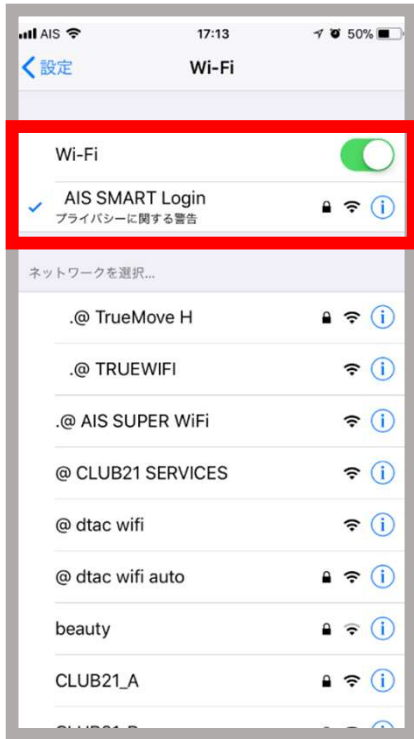 AIS 17:13 50%
設定 Wi-Fi
Wi-Fi
AIS SMART Login
プライバシーに関する警告
ネットワークを選択...
.@ TrueMove H
.@ TRUEWIFI
.@ AIS SUPER WiFi
@ CLUB21 SERVICES
@ dtac wifi
@ dtac wifi auto
beauty
CLUB21_A